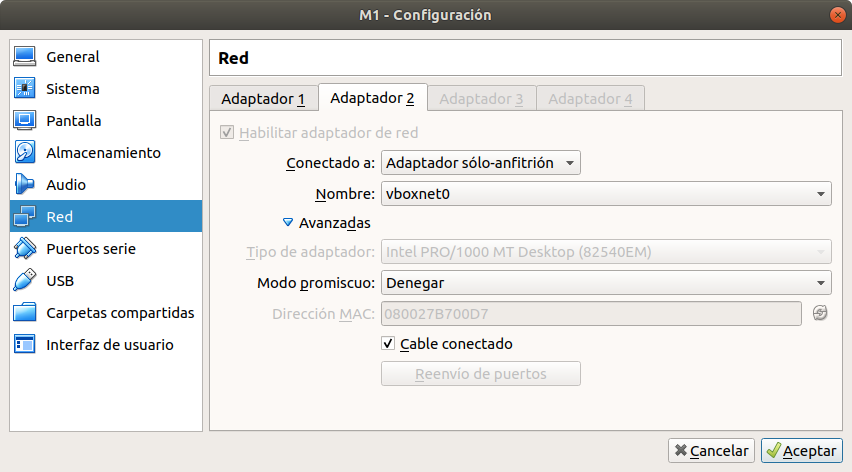 M1 - Configuración
General
Sistema
Pantalla
Almacenamiento
Audio
Red
Puertos serie
USB
Carpetas compartidas
Interfaz de usuario
Red
Adaptador 1 Adaptador 2 Adaptador 3 Adaptador 4
Habilitar adaptador de red
Conectado a: Adaptador sólo-anfitrión
Nombre: vboxnet0
Avanzadas
Tipo de adaptador: Intel PRO/1000 MT Desktop (82540EM)
Modo promiscuo: Denegar
Dirección MAC: 080027B700D7
Cable conectado
Reenvío de puertos
Cancelar Aceptar